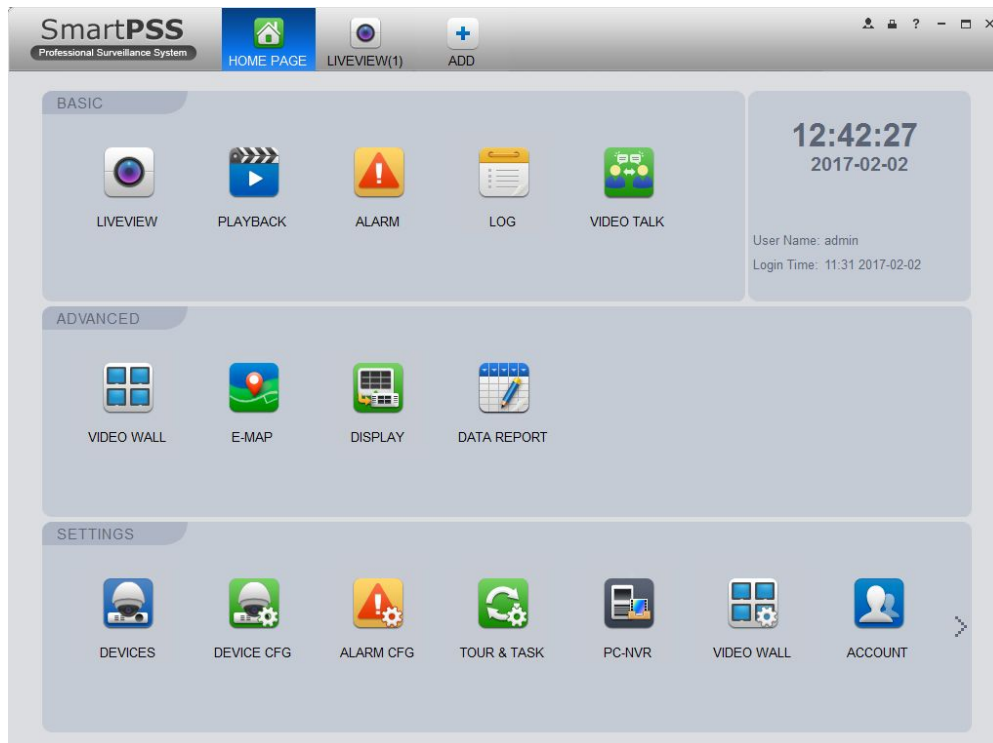 SmartPSS
Professional Surveillance System
HOME PAGE
LIVEVIEW(1)
ADD
BASIC
LIVEVIEW
PLAYBACK
ALARM
LOG
VIDEO TALK
12:42:27
2017-02-02
User Name: admin
Login Time: 11:31 2017-02-02
ADVANCED
VIDEO WALL
E-MAP
DISPLAY
DATA REPORT
SETTINGS
DEVICES
DEVICE CFG
ALARM CFG
TOUR & TASK
PC-NVR
VIDEO WALL
ACCOUNT